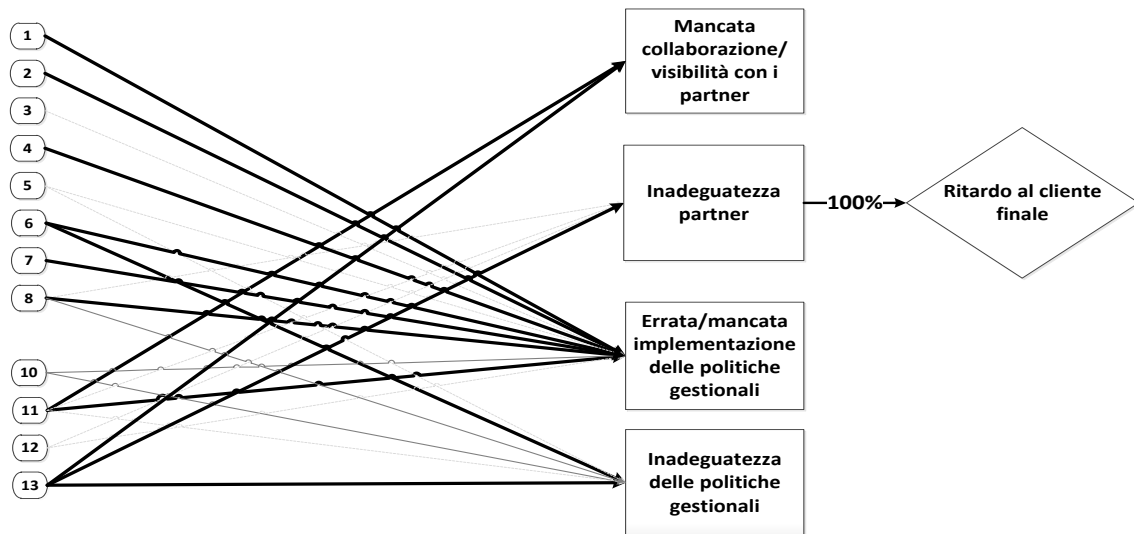 1
2
3
4
5
6
7
8
10
11
12
13
Mancata
collaborazione/
visibilità con i
partner
Inadeguatezza
partner
100%
Ritardo al cliente
finale
Errata/mancata
implementazione
delle politiche
gestionali
Inadeguatezza
delle politiche
gestionali